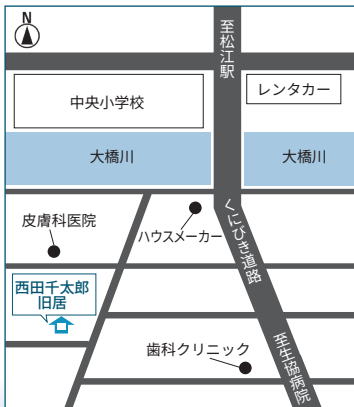 N
至松江駅
中央小学校
レンタカー
大橋川
大橋川
くにびき道路
皮膚科医院
ハウスメーカー
西田千太郎
旧居
至生協病院
歯科クリニック